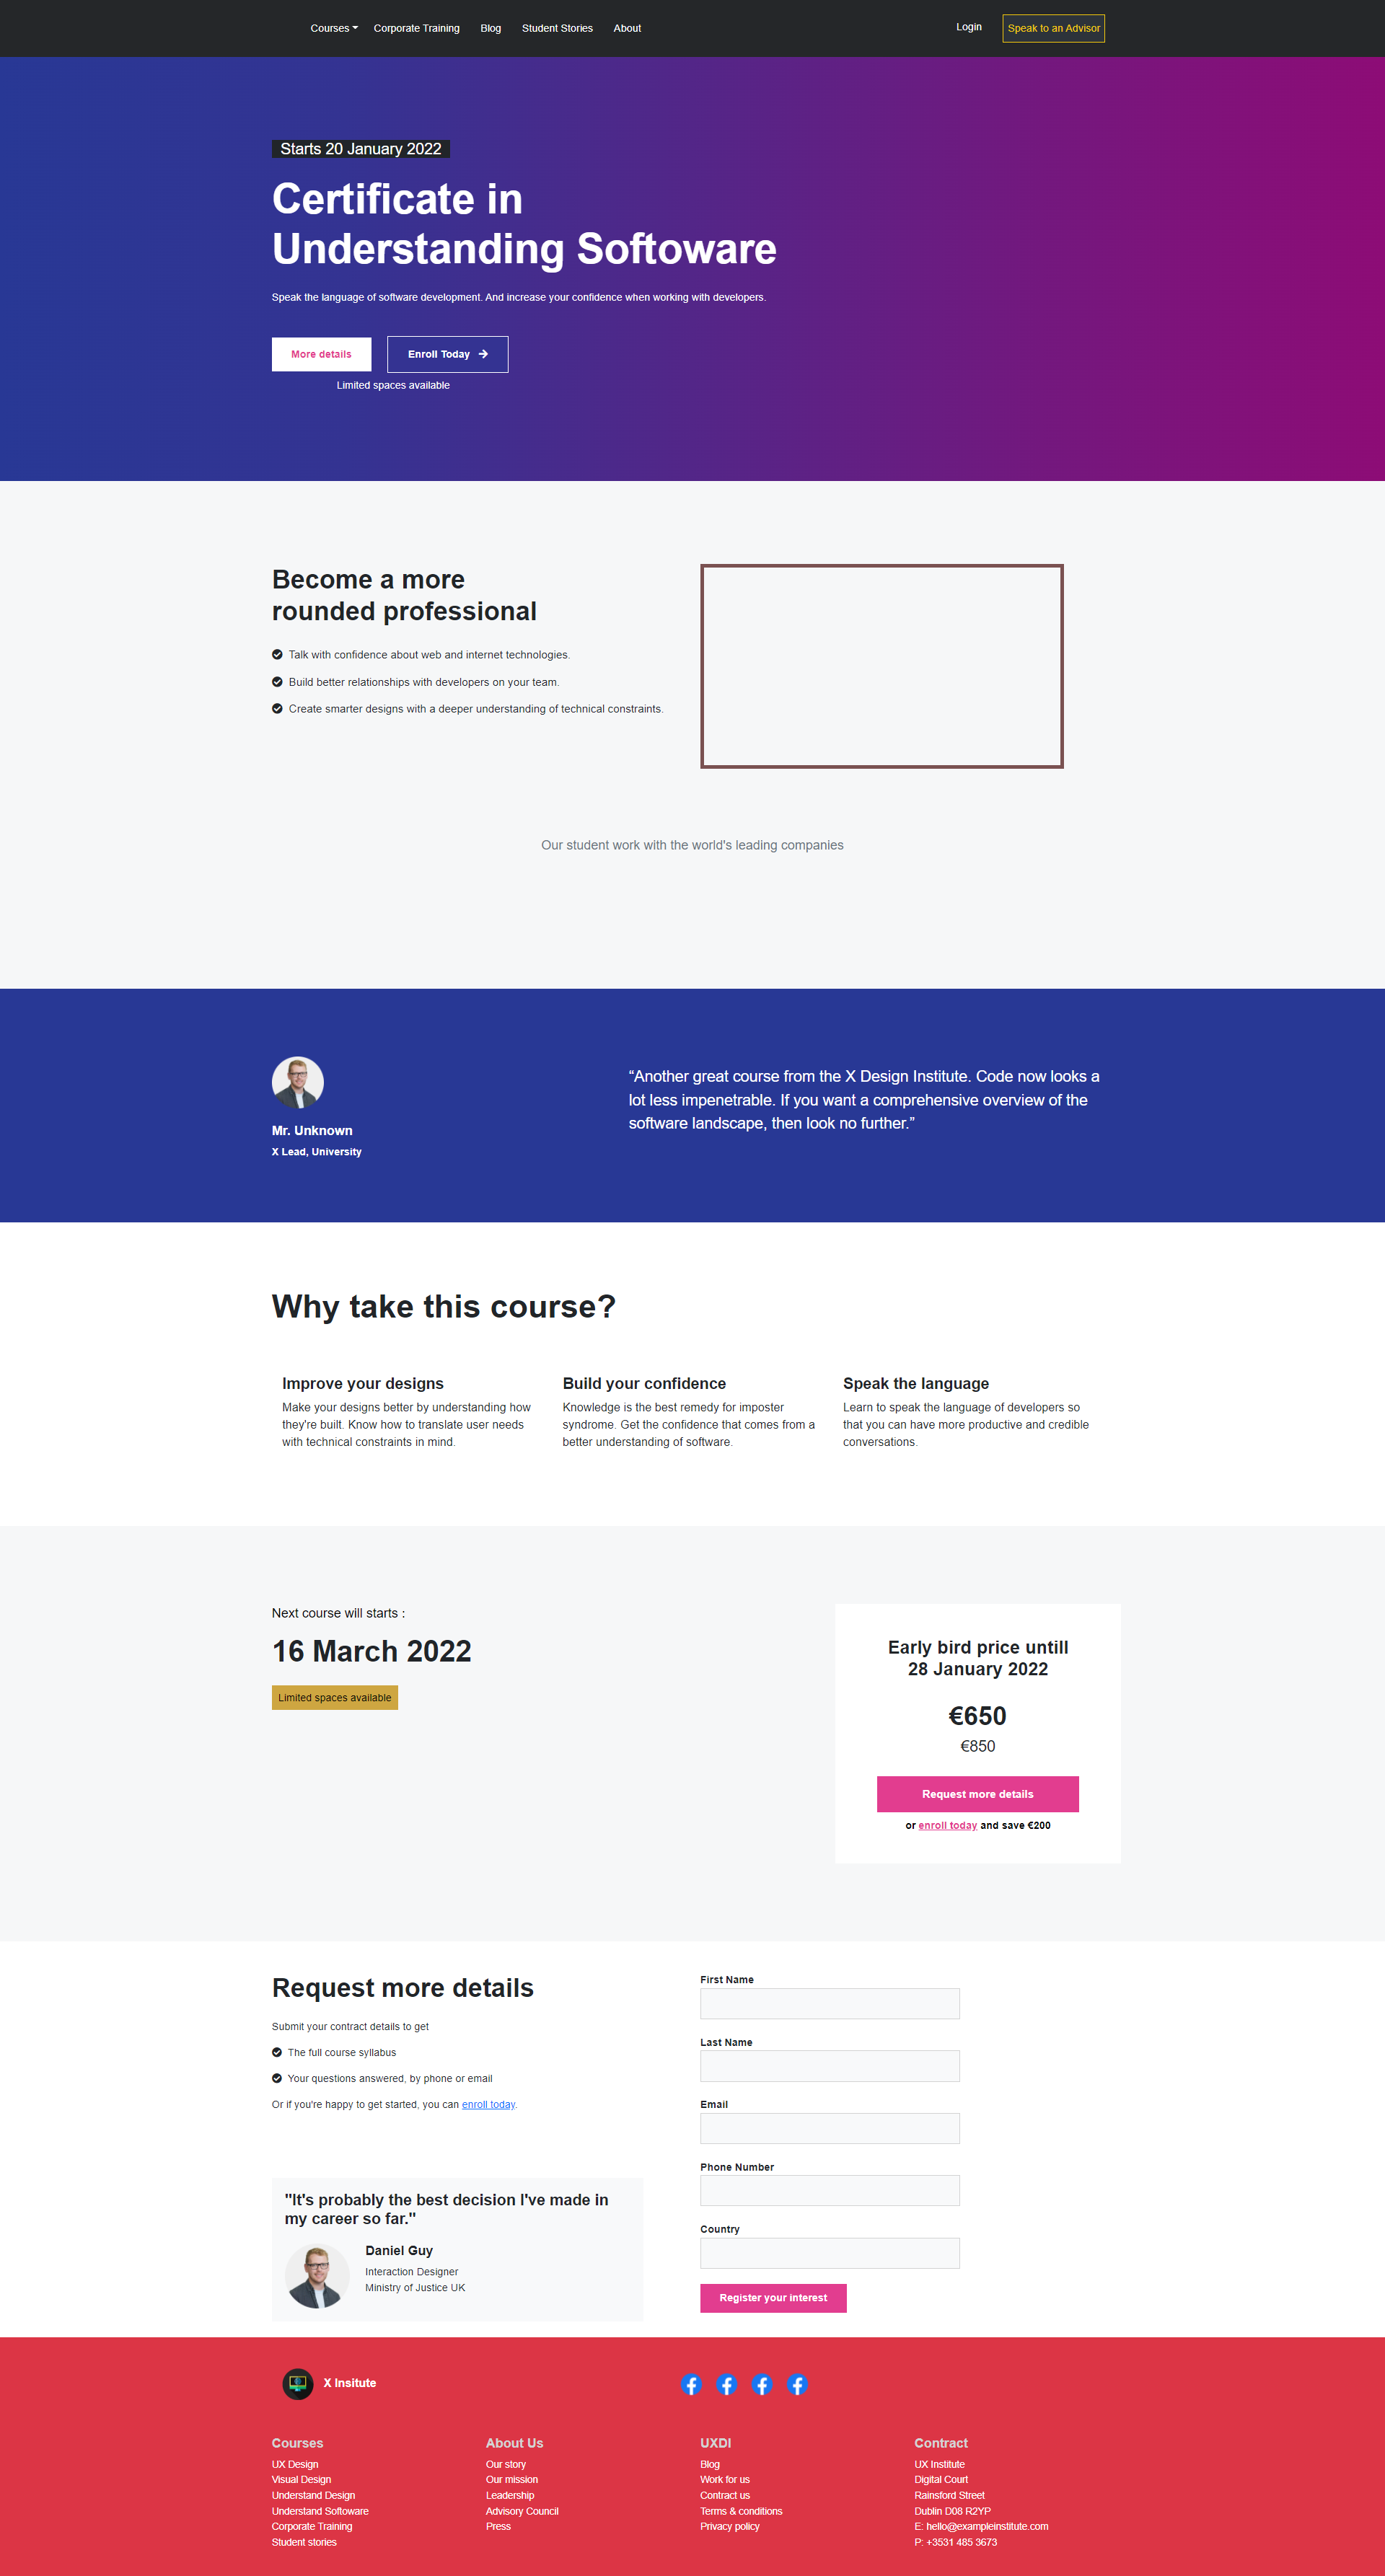 Courses Corporate Training Blog Student Stories About Login Speak to an Advisor
Starts 20 January 2022
Certificate in
Understanding Softoware
Speak the language of software development. And increase your confidence when working with developers.
More details Enroll Today
Limited spaces available
Become a more
rounded professional
Talk with confidence about web and internet technologies.
Build better relationships with developers on your team.
Create smarter designs with a deeper understanding of technical constraints.
Our student work with the world's leading companies
Mr. Unknown
X Lead, University
“Another great course from the X Design Institute. Code now looks a
lot less impenetrable. If you want a comprehensive overview of the
software landscape, then look no further.”
Why take this course?
Improve your designs
Make your designs better by understanding how
they're built. Know how to translate user needs
with technical constraints in mind.
Build your confidence
Knowledge is the best remedy for imposter
syndrome. Get the confidence that comes from a
better understanding of software.
Speak the language
Learn to speak the language of developers so
that you can have more productive and credible
conversations.
Next course will starts :
16 March 2022
Limited spaces available
Early bird price untill
28 January 2022
€650
€850
Request more details
or enroll today and save €200
Request more details
Submit your contract details to get
The full course syllabus
Your questions answered, by phone or email
Or if you're happy to get started, you can enroll today.
"It's probably the best decision I've made in
my career so far."
Daniel Guy
Interaction Designer
Ministry of Justice UK
First Name
Last Name
Email
Phone Number
Country
Register your interest
X Insitute
Courses
UX Design
Visual Design
Understand Design
Understand Softoware
Corporate Training
Student stories
About Us
Our story
Our mission
Leadership
Advisory Council
Press
UXDI
Blog
Work for us
Contract us
Terms & conditions
Privacy policy
Contract
UX Institute
Digital Court
Rainsford Street
Dublin D08 R2YP
E: hello@exampleinstitute.com
P: +3531 485 3673